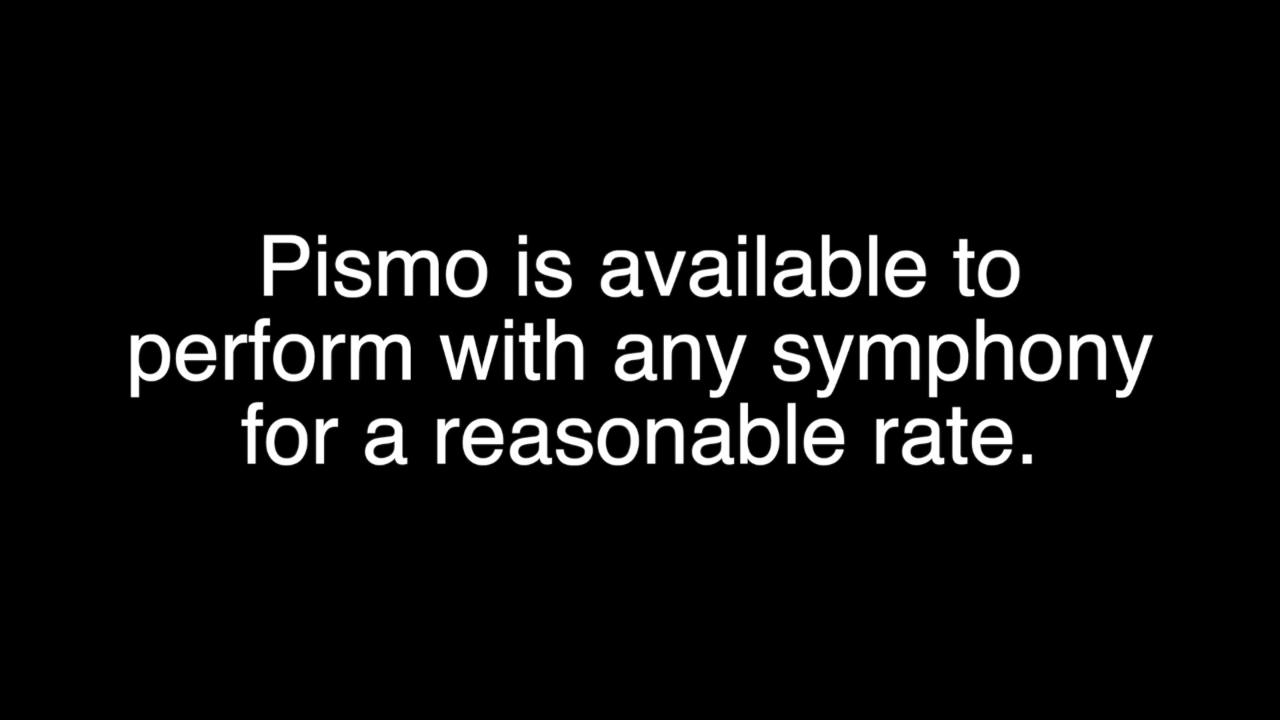 Pismo is available to
perform with any symphony
for a reasonable rate.